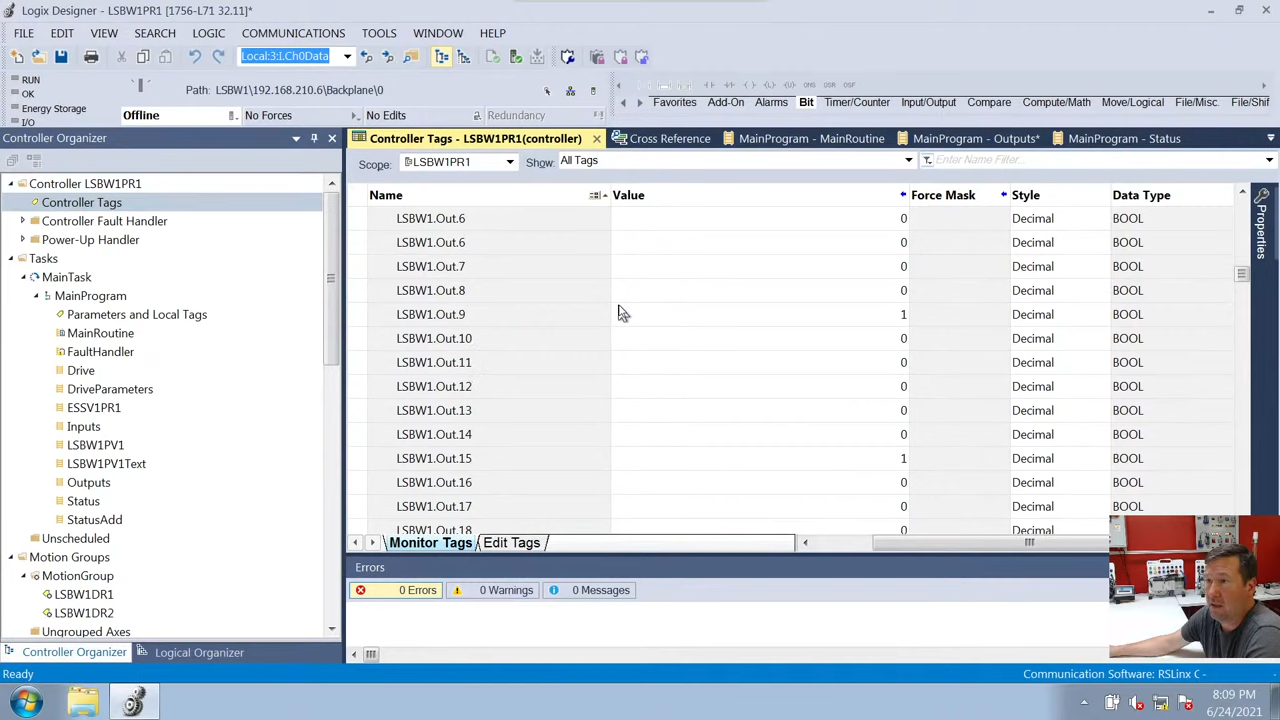 Logix Designer - LSBW1PR1 [1756-L71 32.11]*
FILE EDIT VIEW SEARCH LOGIC COMMUNICATIONS TOOLS WINDOW HELP
Local:3:I.Ch0Data
RUN
OK
Energy Storage
I/O
Path: LSBW1\192.168.210.6\Backplane\0
Offline No Forces No Edits Redundancy
Favorites Add-On Alarms Bit Timer/Counter Input/Output Compare Compute/Math Move/Logical File/Misc. File/Shif
Controller Organizer
Controller Tags - LSBW1PR1(controller) Cross Reference MainProgram - MainRoutine MainProgram - Outputs* MainProgram - Status
Scope: LSBW1PR1 Show: All Tags Enter Name Filter...
Name Value Force Mask Style Data Type
LSBW1.Out.6 0 Decimal BOOL
LSBW1.Out.6 0 Decimal BOOL
LSBW1.Out.7 0 Decimal BOOL
LSBW1.Out.8 0 Decimal BOOL
LSBW1.Out.9 1 Decimal BOOL
LSBW1.Out.10 0 Decimal BOOL
LSBW1.Out.11 0 Decimal BOOL
LSBW1.Out.12 0 Decimal BOOL
LSBW1.Out.13 0 Decimal BOOL
LSBW1.Out.14 0 Decimal BOOL
LSBW1.Out.15 1 Decimal BOOL
LSBW1.Out.16 0 Decimal BOOL
LSBW1.Out.17 0 Decimal BOOL
LSBW1.Out.18 0 Decimal BOOL
Properties
Controller LSBW1PR1
Controller Tags
Controller Fault Handler
Power-Up Handler
Tasks
MainTask
MainProgram
Parameters and Local Tags
MainRoutine
FaultHandler
Drive
DriveParameters
ESSV1PR1
Inputs
LSBW1PV1
LSBW1PV1Text
Outputs
Status
StatusAdd
Unscheduled
Motion Groups
MotionGroup
LSBW1DR1
LSBW1DR2
Ungrouped Axes
Controller Organizer Logical Organizer
Monitor Tags Edit Tags
Errors
0 Errors 0 Warnings 0 Messages
Ready
Communication Software: RSLinx C
8:09 PM
6/24/2021